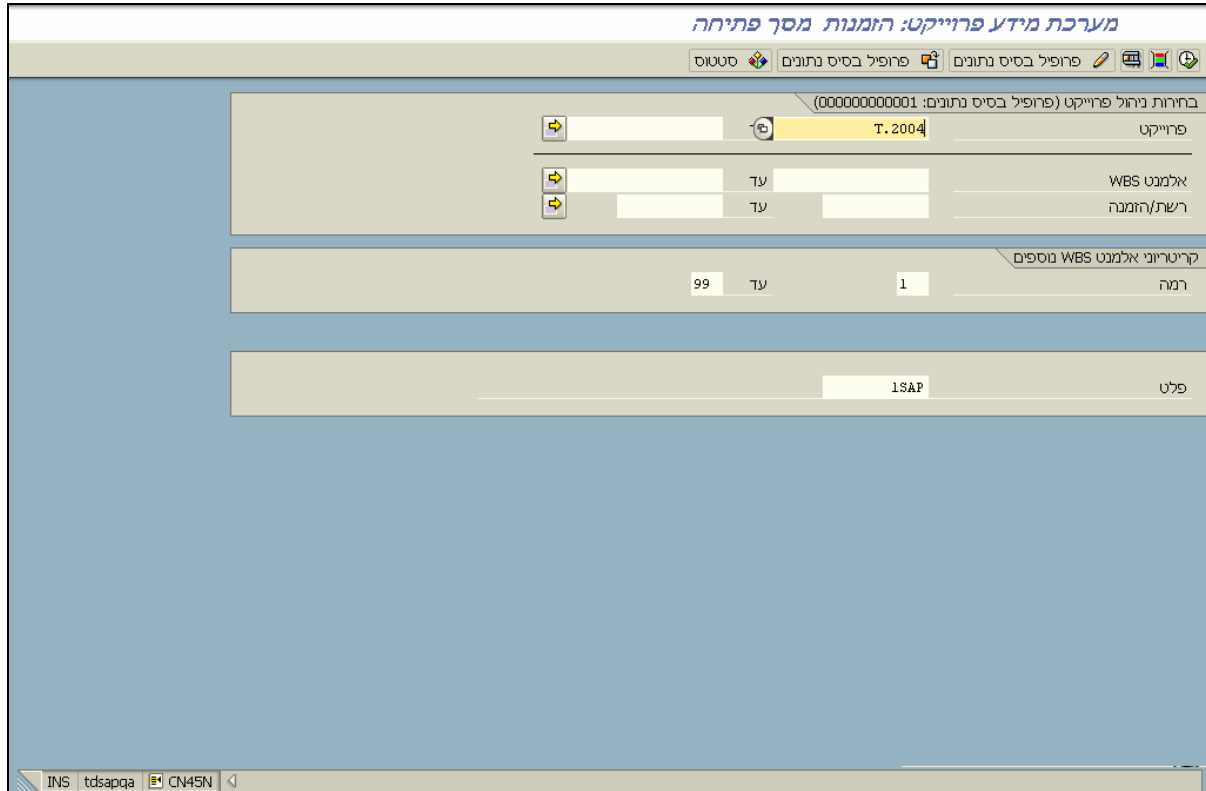 מערכת מידע פרוייקט: הזמנות מסך פתיחה
פרופיל בסיס נתונים פרופיל בסיס נתונים סטטוס
בחירות ניהול פרוייקט (פרופיל בסיס נתונים: 000000000001)
פרוייקט T.2004
אלמנט WBS עד
רשת/הזמנה עד
קריטריוני אלמנט WBS נוספים
רמה 1 עד 99
פלט 1SAP
CN45N tdsapqa INS